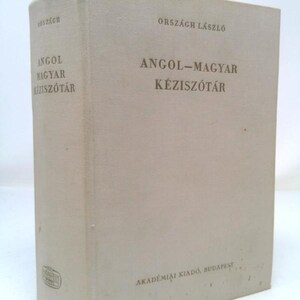 ORSZÁGH
ANGOL
MAGYAR
KÉZISZÓTÁR
ORSZÁGH LÁSZLÓ
ANGOL—MAGYAR
KÉZISZÓTÁR
AKADÉMIAI KIADÓ, BUDAPEST